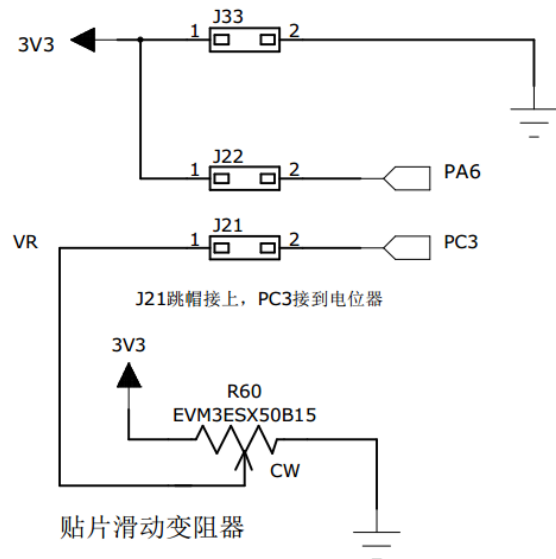 J33
3V3
1 2
J22
1 2
PA6
J21
VR
1 2
PC3
J21跳帽接上，PC3接到电位器
3V3
R60
EVM3ESX50B15
CW
贴片滑动变阻器